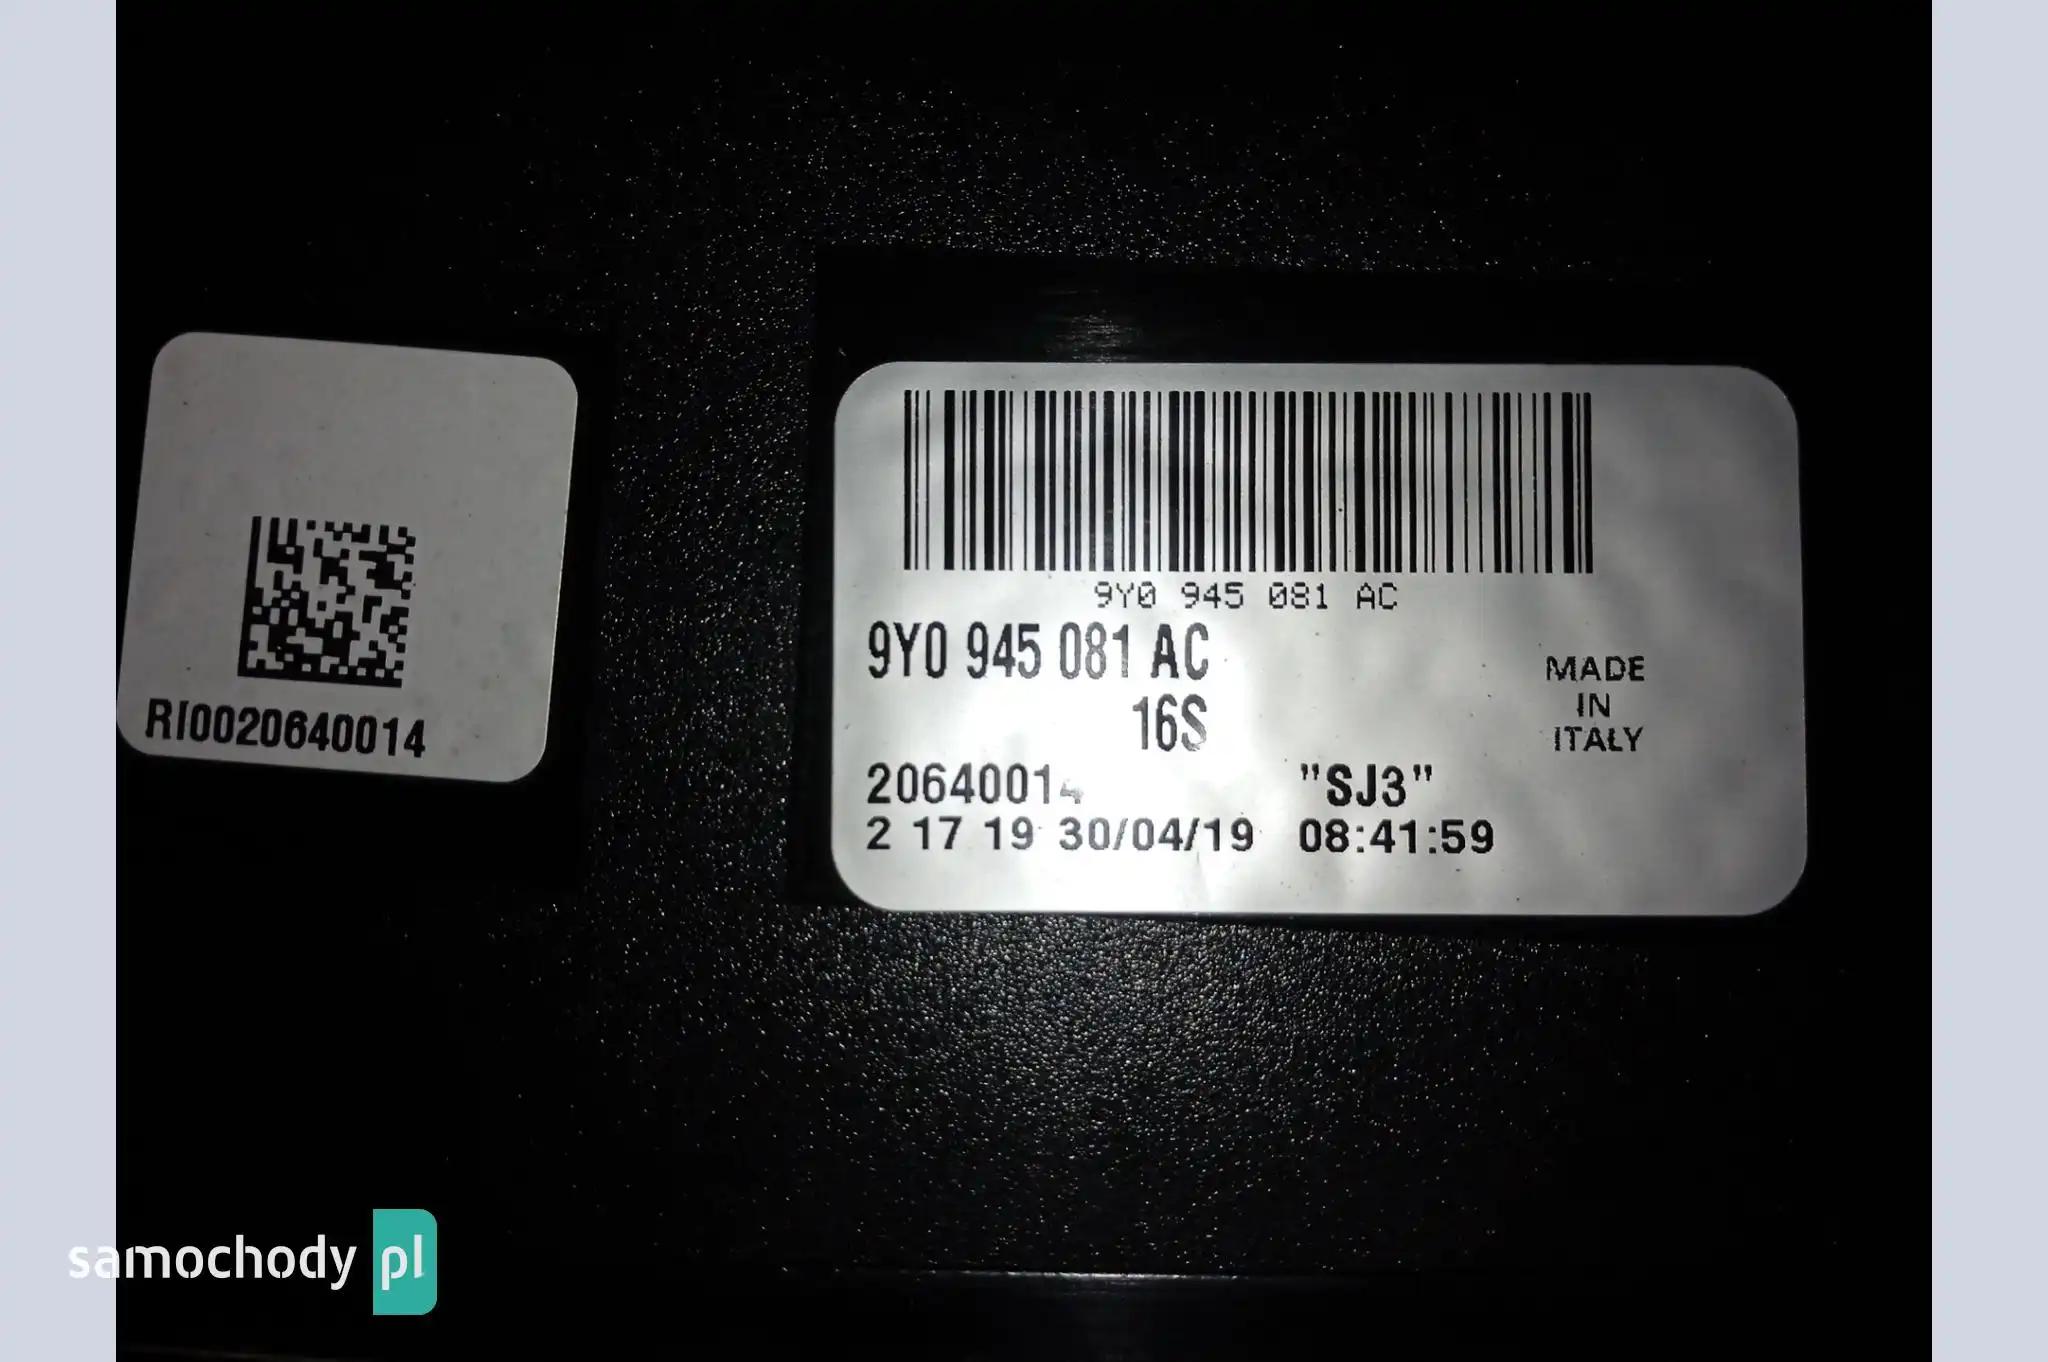 9Y0 945 081 AC
9Y0 945 081 AC
16S
MADE
IN
ITALY
20640014 "SJ3"
2 17 19 30/04/19 08:41:59
RI0020640014
samochody pl